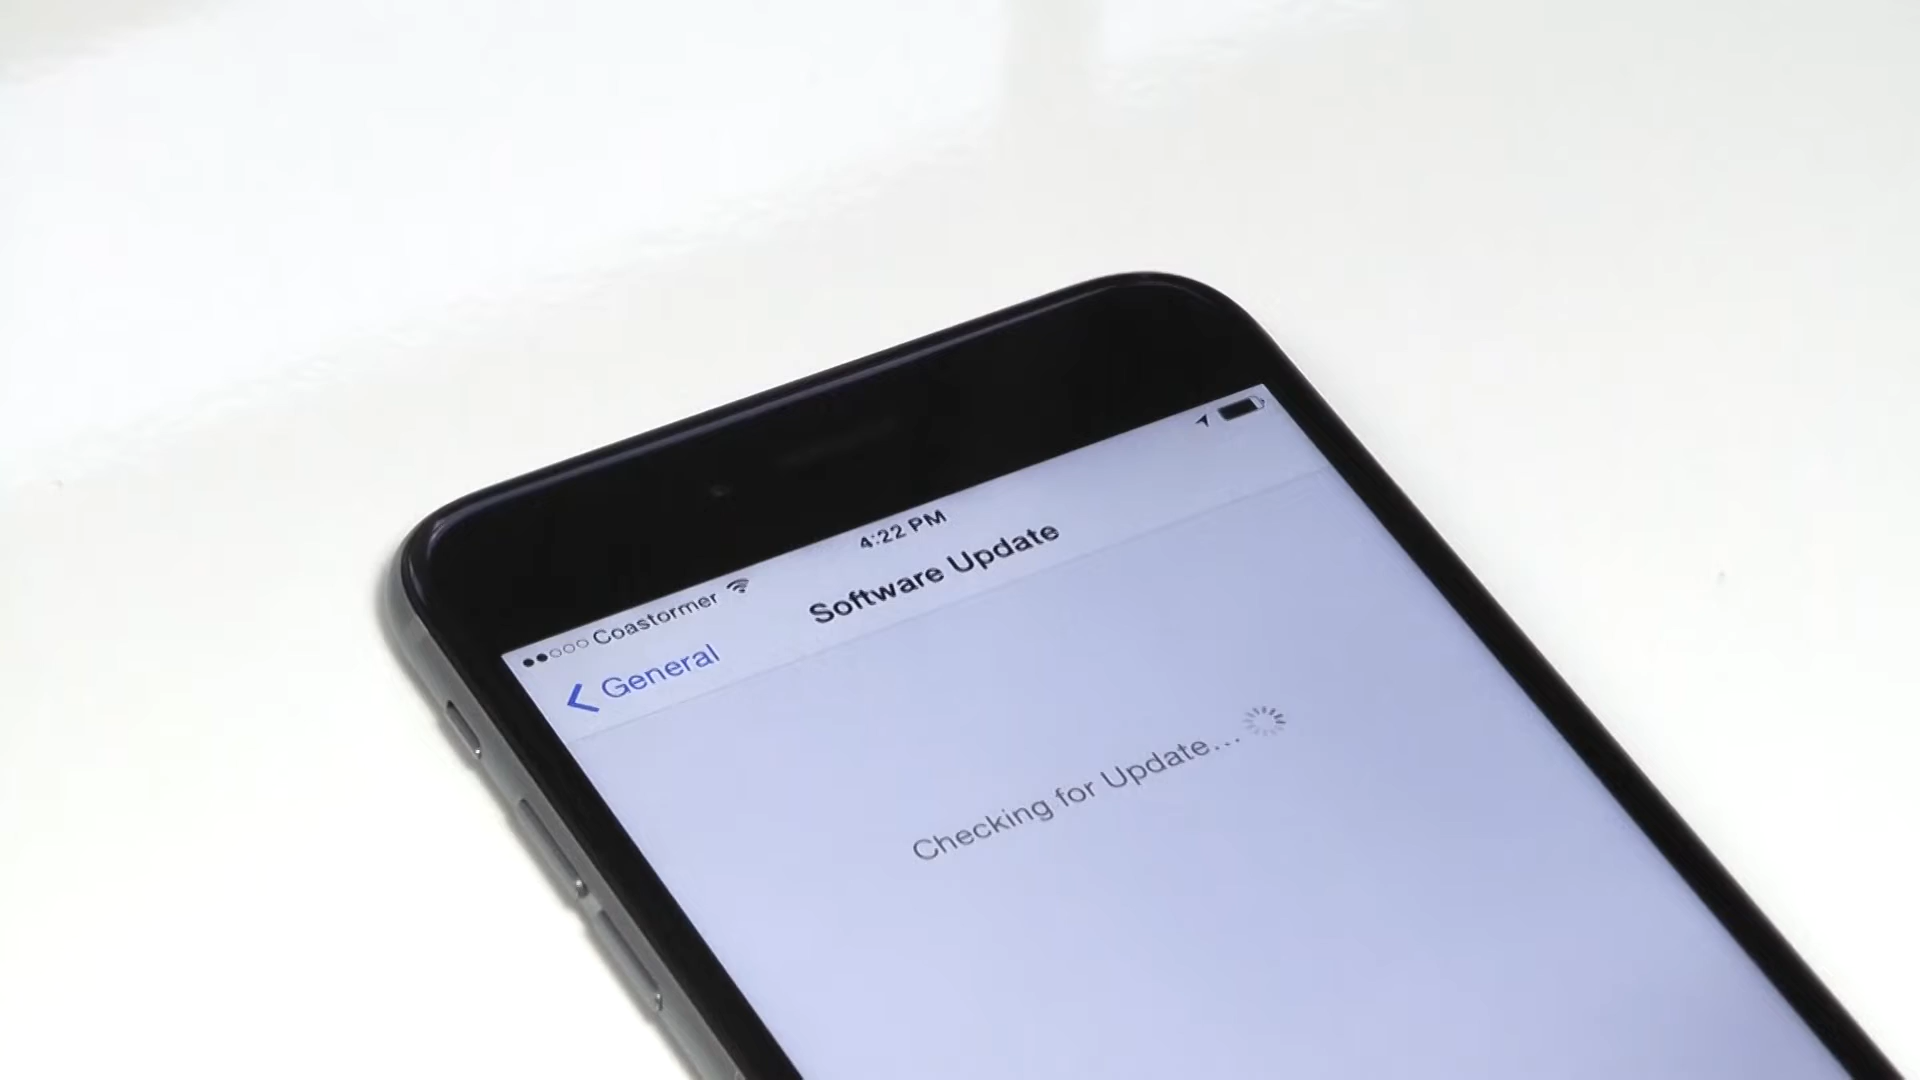 Coastormer
4:22 PM
General
Software Update
Checking for Update...